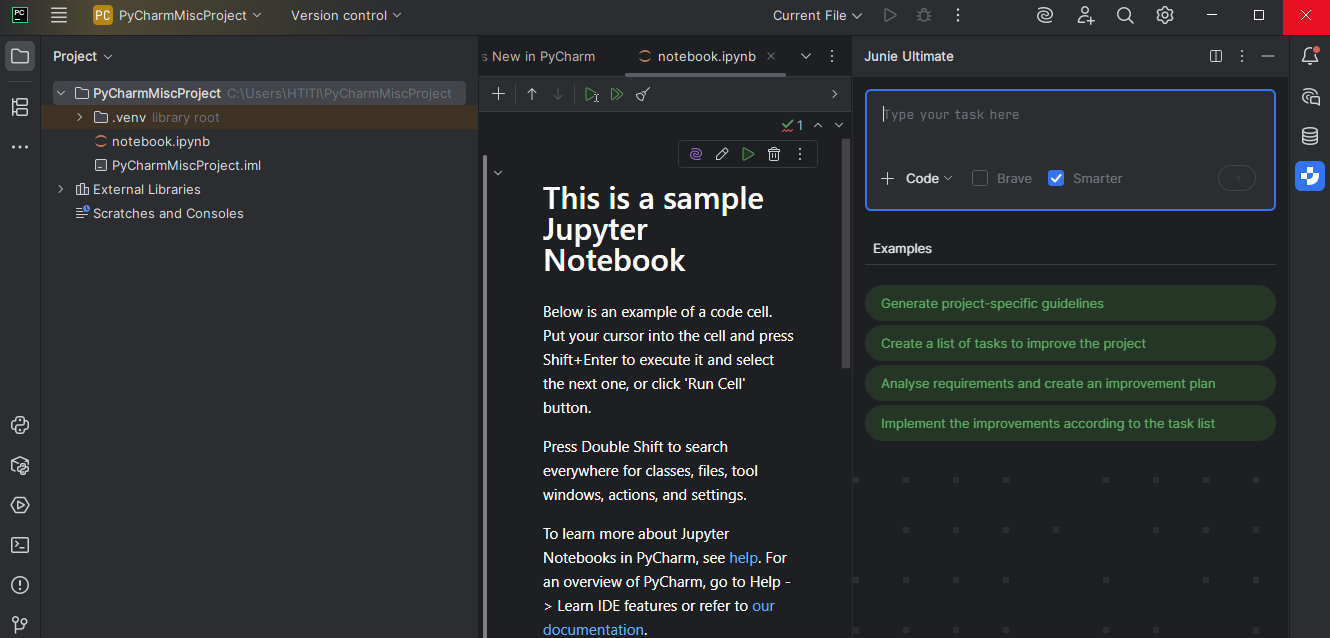 PC
PC PyCharmMiscProject Version control Current File
Project
PyCharmMiscProject C:\Users\HTITI\PyCharmMiscProject
.venv library root
notebook.ipynb
PyCharmMiscProject.iml
External Libraries
Scratches and Consoles
s New in PyCharm notebook.ipynb
1
This is a sample
Jupyter
Notebook
Below is an example of a code cell.
Put your cursor into the cell and press
Shift+Enter to execute it and select
the next one, or click 'Run Cell'
button.
Press Double Shift to search
everywhere for classes, files, tool
windows, actions, and settings.
To learn more about Jupyter
Notebooks in PyCharm, see help. For
an overview of PyCharm, go to Help -
> Learn IDE features or refer to our
documentation.
Junie Ultimate
Type your task here
Code Brave Smarter
Examples
Generate project-specific guidelines
Create a list of tasks to improve the project
Analyse requirements and create an improvement plan
Implement the improvements according to the task list